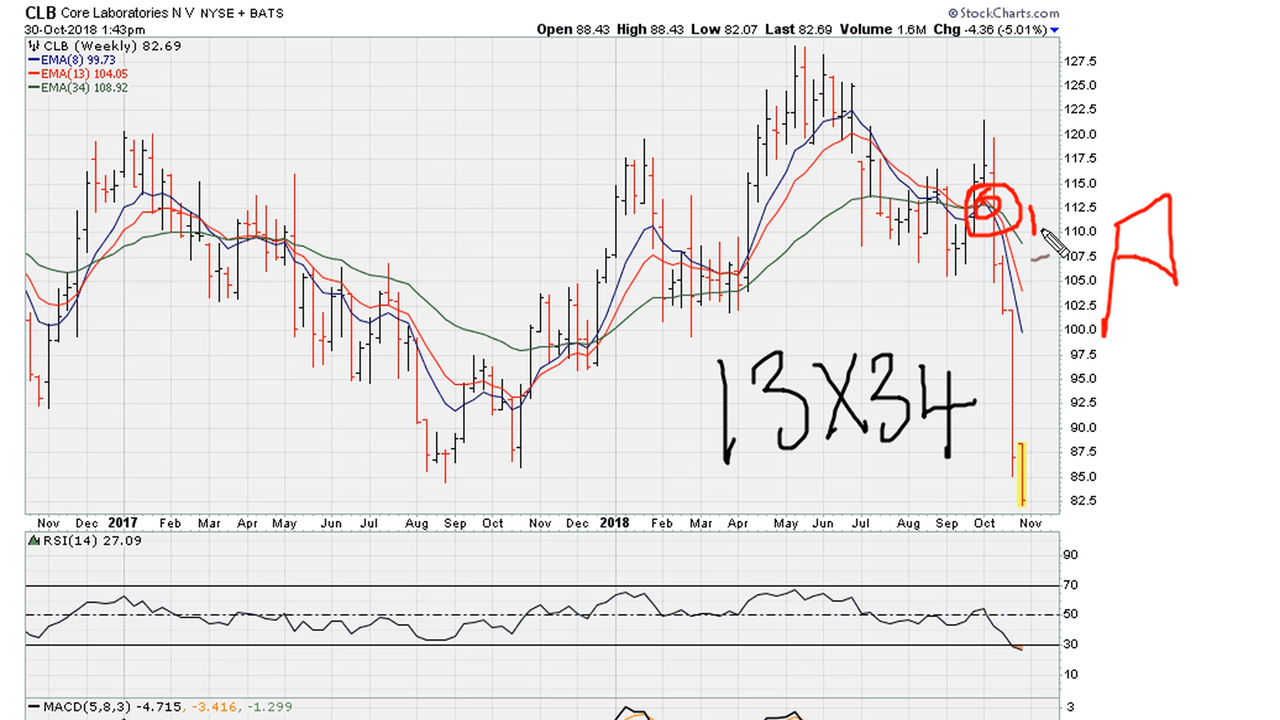 CLB Core Laboratories N V NYSE + BATS
© StockCharts.com
30-Oct-2018 1:43pm
Open 88.43 High 88.43 Low 82.07 Last 82.69 Volume 1.6M Chg -4.36 (-5.01%)
CLB (Weekly) 82.69
EMA(8) 99.73
EMA(13) 104.05
EMA(34) 108.92
127.5
125.0
122.5
120.0
117.5
115.0
112.5
110.0
107.5
105.0
102.5
100.0
97.5
95.0
92.5
90.0
87.5
85.0
82.5
A
13X34
Nov Dec 2017 Feb Mar Apr May Jun Jul Aug Sep Oct Nov Dec 2018 Feb Mar Apr May Jun Jul Aug Sep Oct Nov
RSI(14) 27.09
90
70
50
30
10
MACD(5,8,3) -4.715, -3.416, -1.299
3